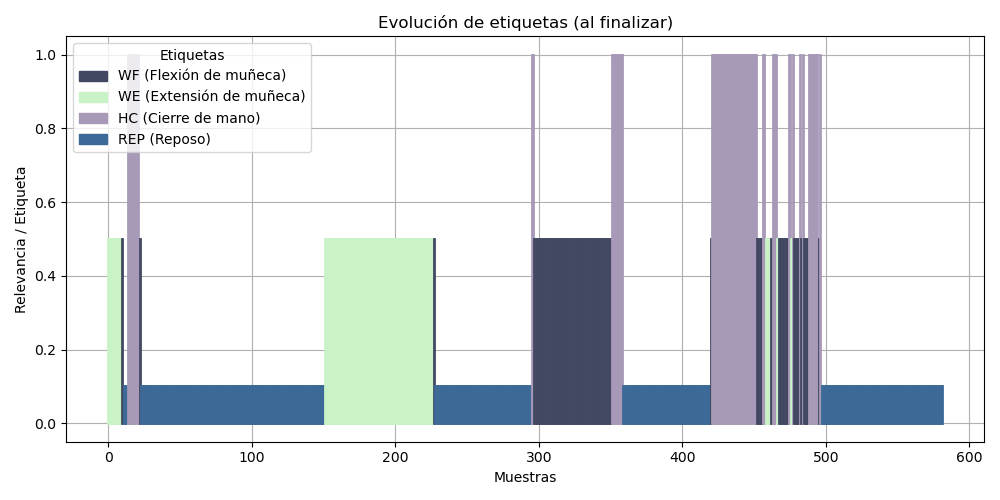 Evolución de etiquetas (al finalizar)
Etiquetas
WF (Flexión de muñeca)
WE (Extensión de muñeca)
HC (Cierre de mano)
REP (Reposo)
Relevancia / Etiqueta
1.0
0.8
0.6
0.4
0.2
0.0
0 100 200 300 400 500 600
Muestras